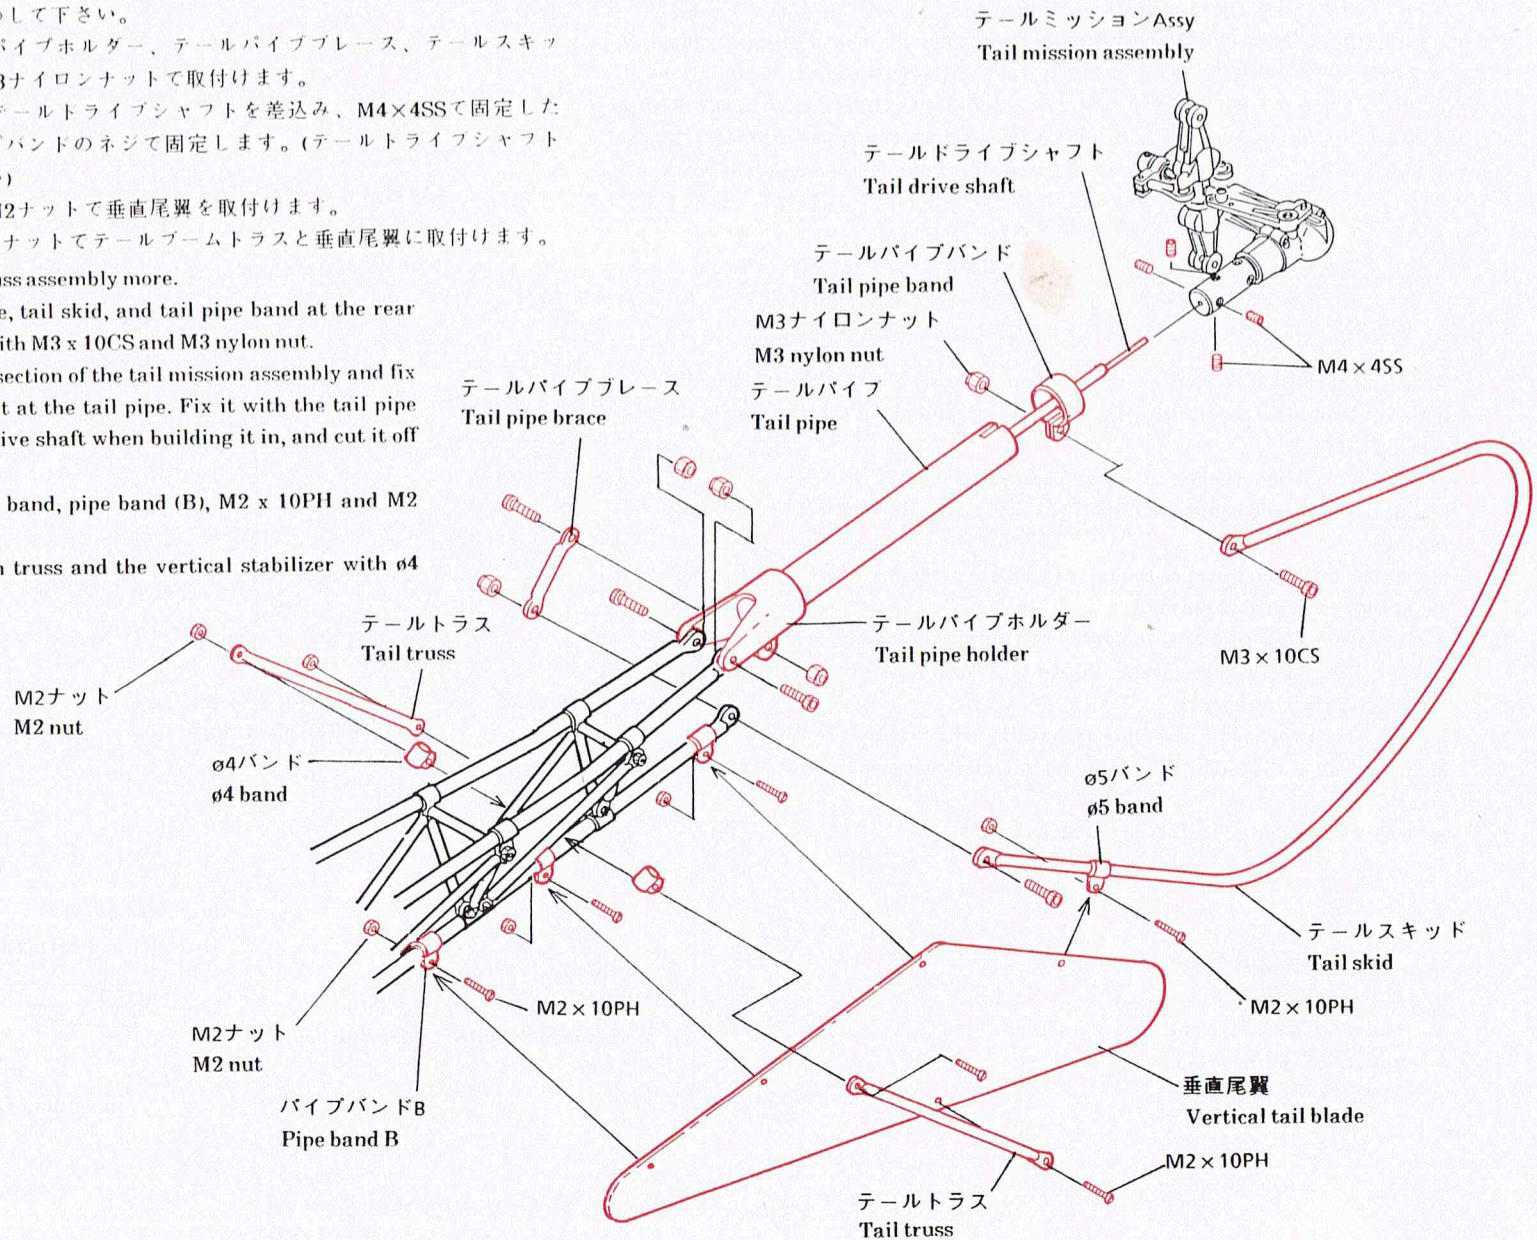 して下さい。
パイプホルダー、テールパイプブレース、テールスキッ
3ナイロンナットで取付けます。
テールドライブシャフトを差込み、M4×4SSて固定した
バンドのネジて固定します。(テールトライフシャフト
)
M2ナットで垂直尾翼を取付けます。
ナットてテールブームトラスと垂直尾翼に取付けます。
ss assembly more.
e, tail skid, and tail pipe band at the rear
ith M3 x 10CS and M3 nylon nut.
section of the tail mission assembly and fix
t at the tail pipe. Fix it with the tail pipe
ive shaft when building it in, and cut it off
band, pipe band (B), M2 x 10PH and M2
n truss and the vertical stabilizer with ø4
テールミッションAssy
Tail mission assembly
テールドライブシャフト
Tail drive shaft
テールパイプバンド
Tail pipe band
M3ナイロンナット
M3 nylon nut
テールパイプ
Tail pipe
M4×4SS
テールパイプブレース
Tail pipe brace
テールトラス
Tail truss
テールパイプホルダー
Tail pipe holder
M3×10CS
M2ナット
M2 nut
ø4バンド
ø4 band
ø5バンド
ø5 band
テールスキッド
Tail skid
M2×10PH
M2×10PH
M2ナット
M2 nut
パイプバンドB
Pipe band B
垂直尾翼
Vertical tail blade
M2×10PH
テールトラス
Tail truss